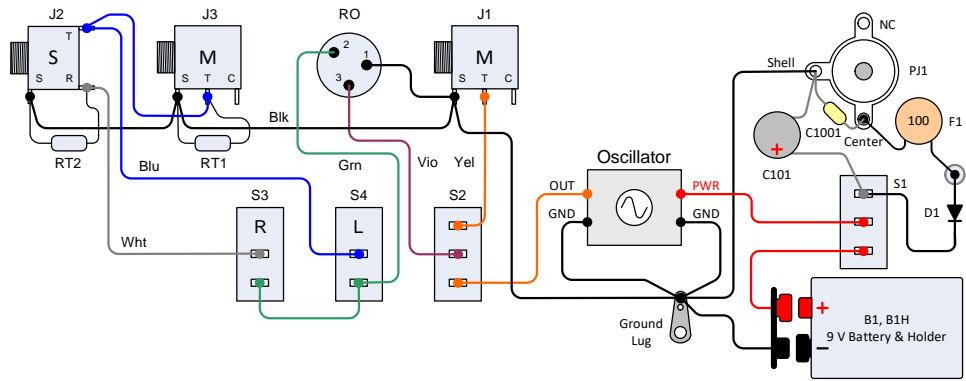 J2
J3
RO
J1
NC
T
S
S R
M
S T C
2
1
3
M
S T C
Shell
PJ1
100
F1
C1001
Center
C101
RT2
RT1
Blk
Blu
Grn
Vio
Yel
Oscillator
OUT
PWR
GND
GND
S1
D1
S3
S4
S2
R
L
Wht
Ground
Lug
+
−
+
B1, B1H
9 V Battery & Holder